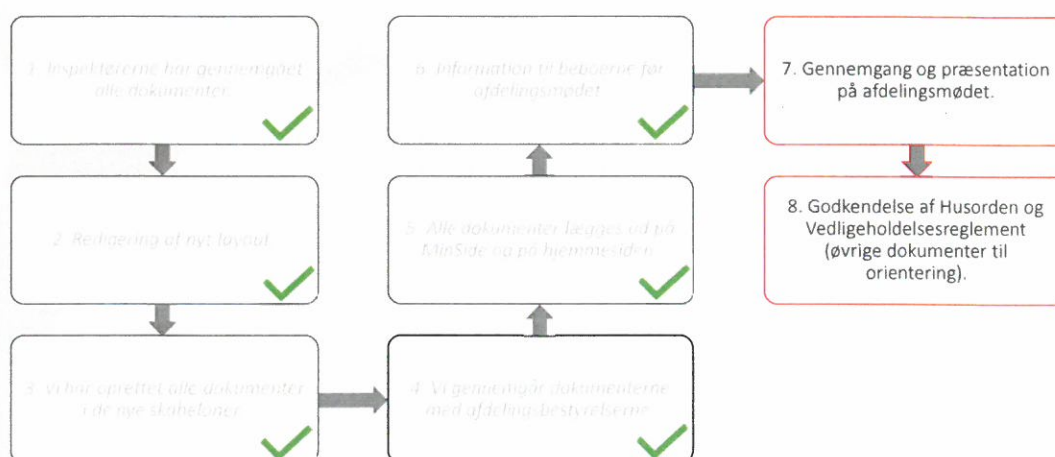 1. Inspektørerne har gennemgået
alle dokumenter.
2. Redigering af nyt layout
3. Vi har oprettet alle dokumenter
i de nye skabeloner.
4. Vi gennemgår dokumenterne
med afdelingsbestyrelserne.
5. Alle dokumenter lægges ud på
MinSide og på hjemmesiden.
6. Information til beboerne før
afdelingsmødet
7. Gennemgang og præsentation
på afdelingsmødet.
8. Godkendelse af Husorden og
Vedligeholdelsesreglement
(øvrige dokumenter til
orientering).